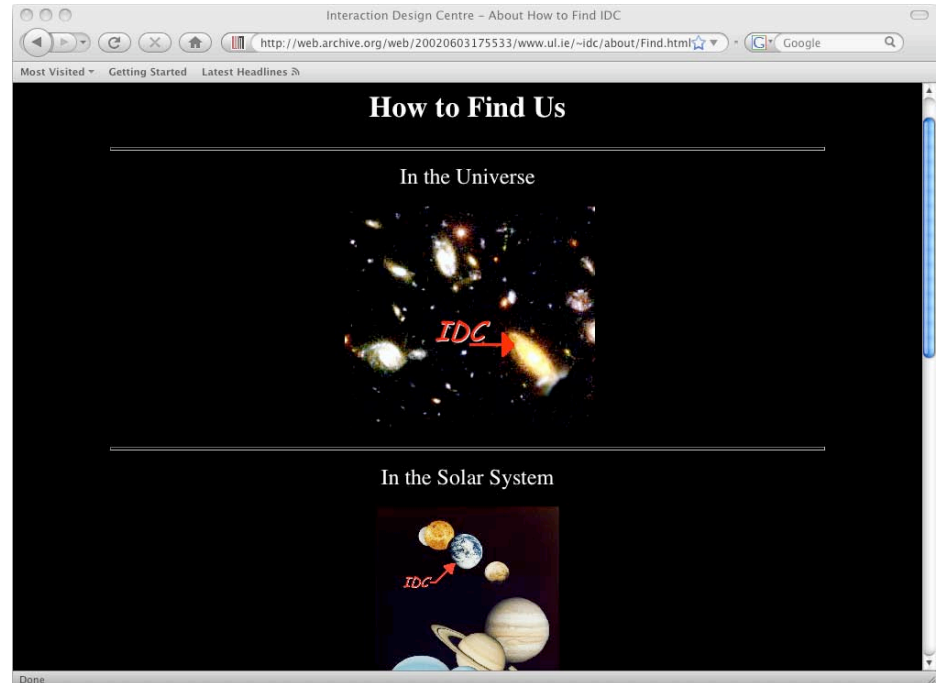 Interaction Design Centre – About How to Find IDC
http://web.archive.org/web/20020603175533/www.ul.ie/~idc/about/Find.html
Google
Most Visited
Getting Started
Latest Headlines
How to Find Us
In the Universe
IDC
In the Solar System
IDC
Done